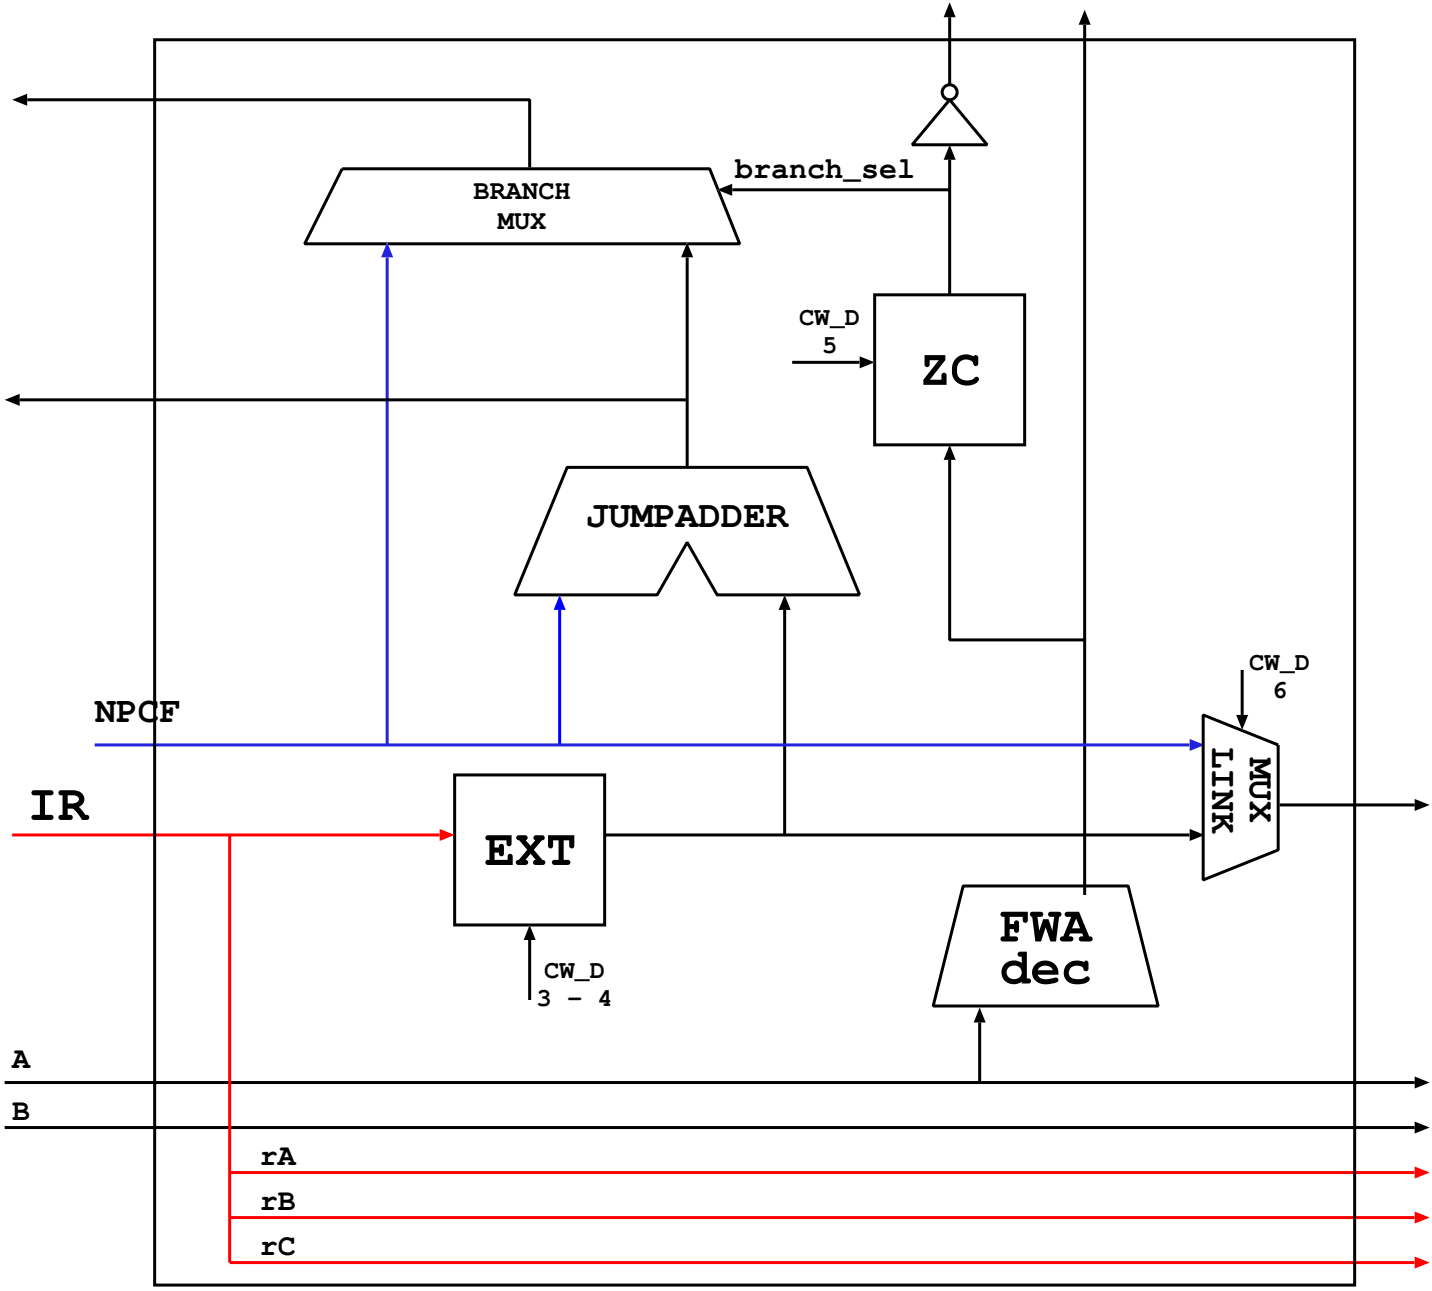 branch_sel
BRANCH
MUX
CW_D
5
ZC
JUMPADDER
CW_D
6
NPCF
MUX
LINK
IR
EXT
FWA
dec
CW_D
3 - 4
A
B
rA
rB
rC